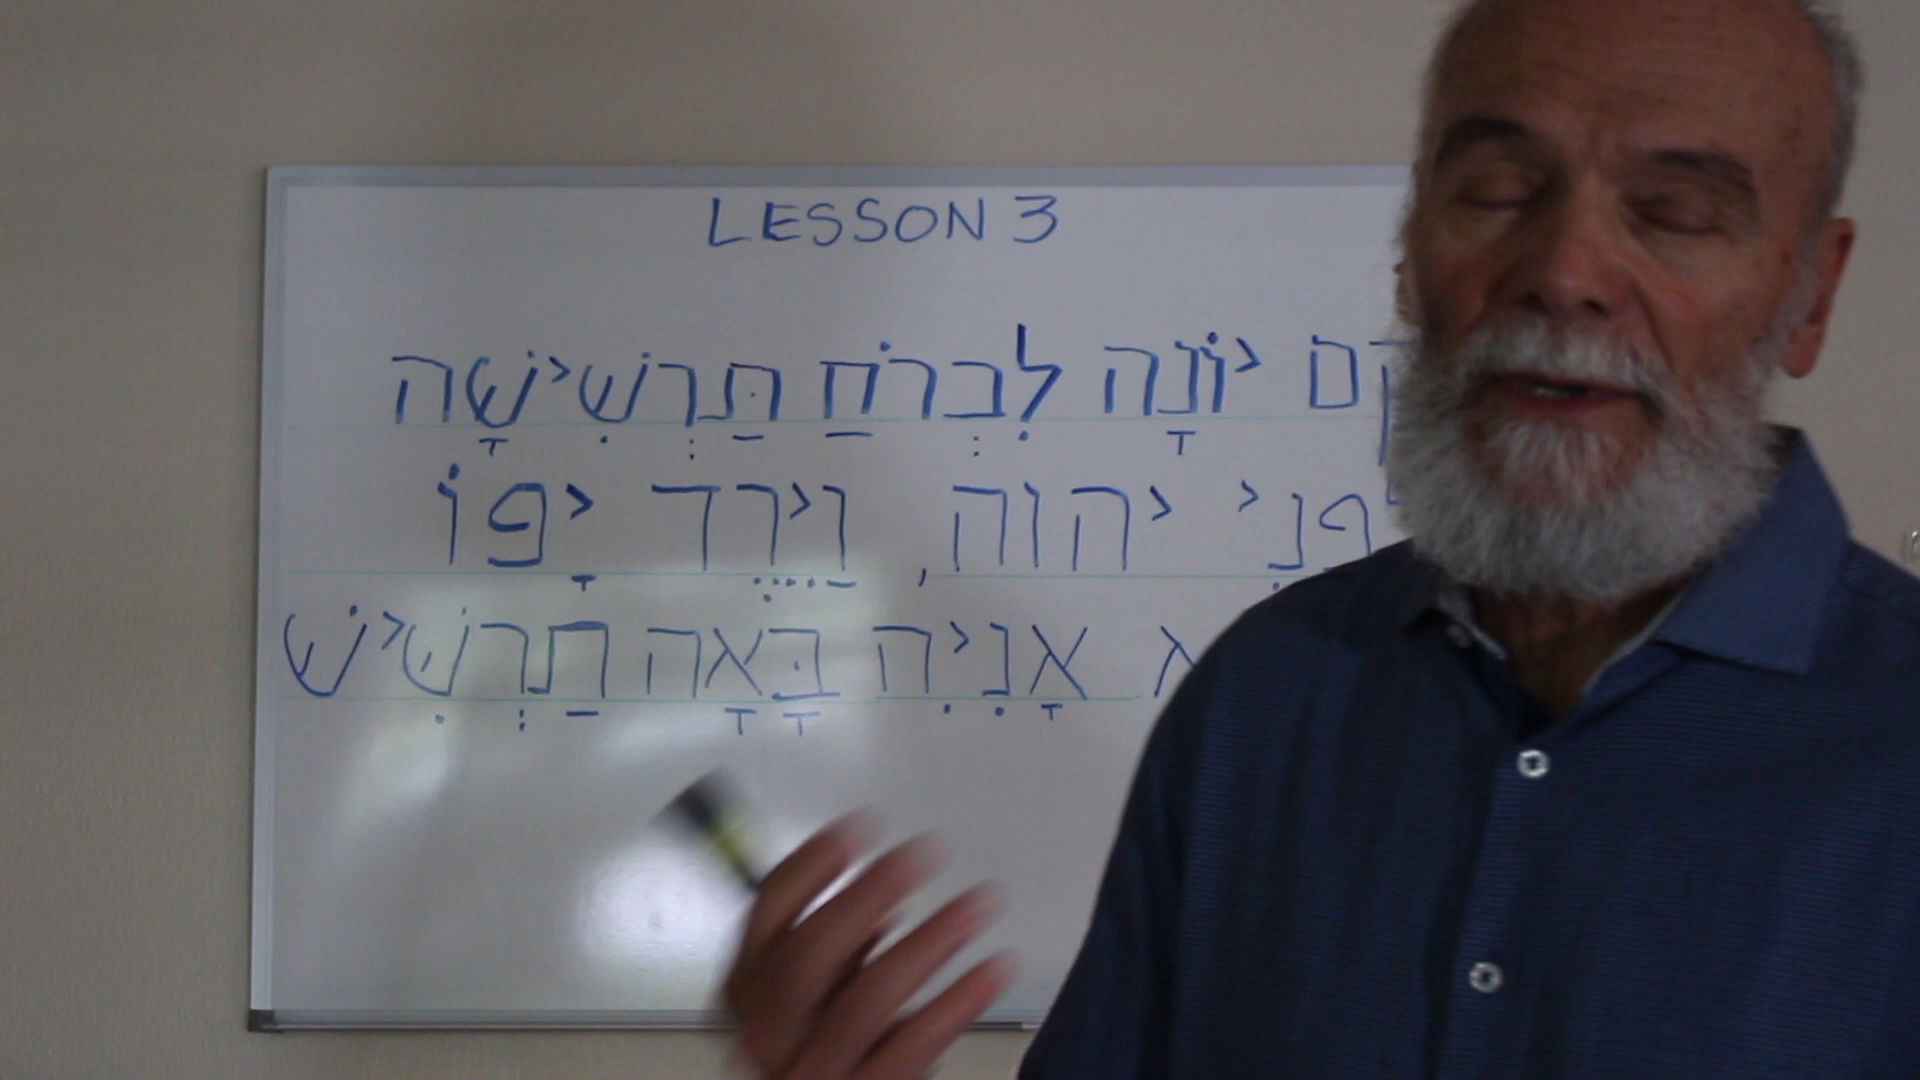 LESSON 3
יוֹנָה לִבְרֹחַ תַּרְשִׁישָׁה
יהוה, וַיֵרֶד יָפוֹ
אָנִיִה בָּאָה תַרְשִׁישׁ